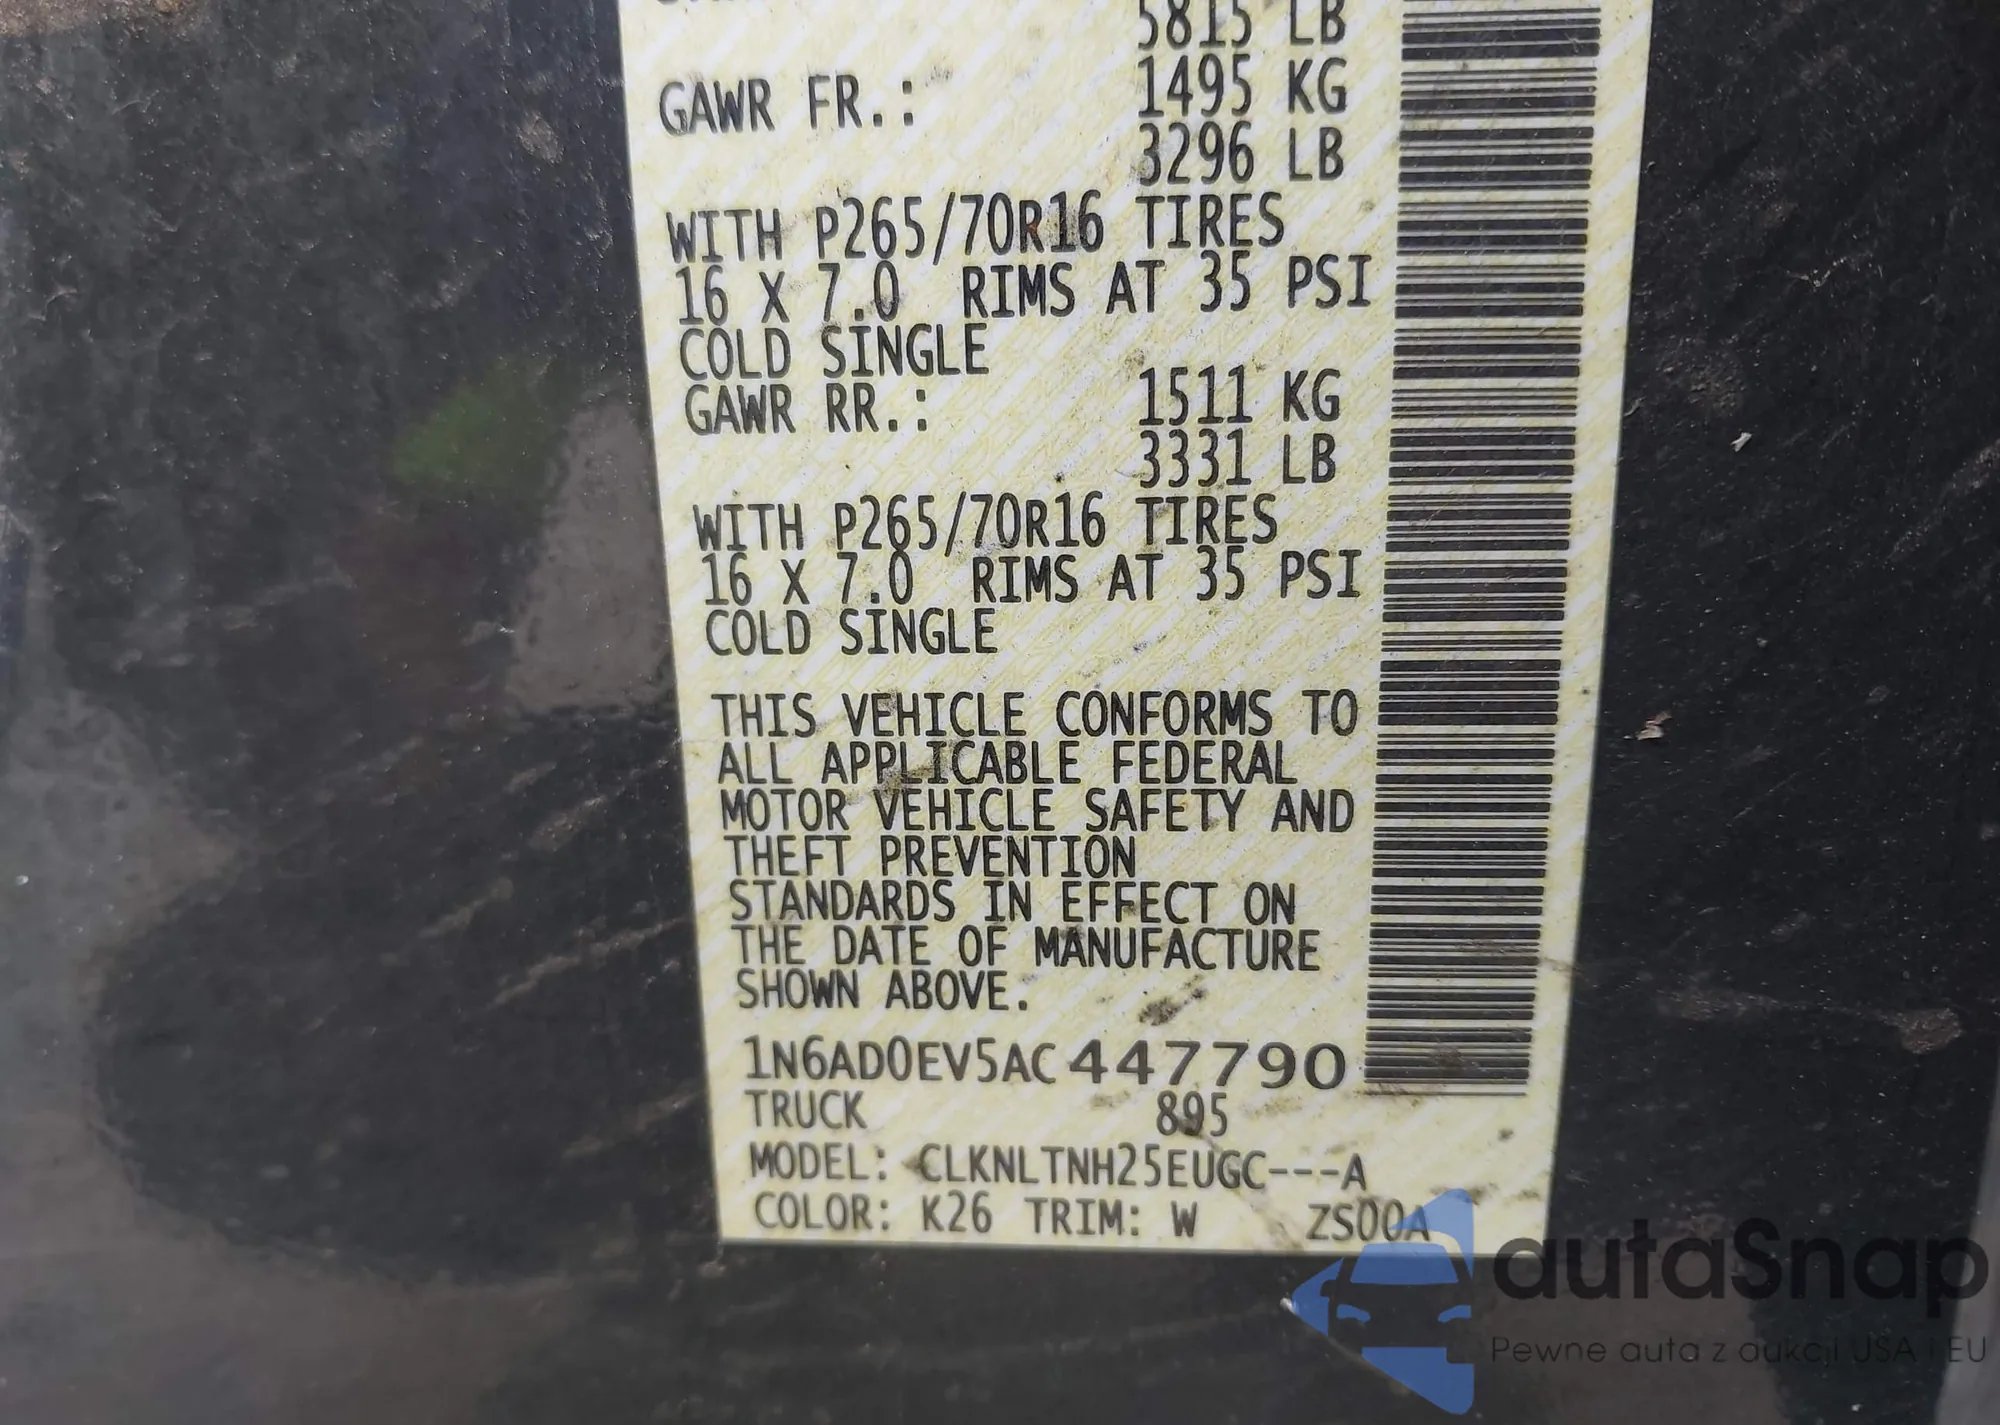 5815 LB
GAWR FR.: 1495 KG
3296 LB
WITH P265/70R16 TIRES
16 X 7.0 RIMS AT 35 PSI
COLD SINGLE
GAWR RR.: 1511 KG
3331 LB
WITH P265/70R16 TIRES
16 X 7.0 RIMS AT 35 PSI
COLD SINGLE
THIS VEHICLE CONFORMS TO
ALL APPLICABLE FEDERAL
MOTOR VEHICLE SAFETY AND
THEFT PREVENTION
STANDARDS IN EFFECT ON
THE DATE OF MANUFACTURE
SHOWN ABOVE.
1N6AD0EV5AC447790
TRUCK 895
MODEL: CLKNLTNH25EUGC---A
COLOR: K26 TRIM: W ZS00A
autaSnap
Pewne auta z aukcji USA i EU